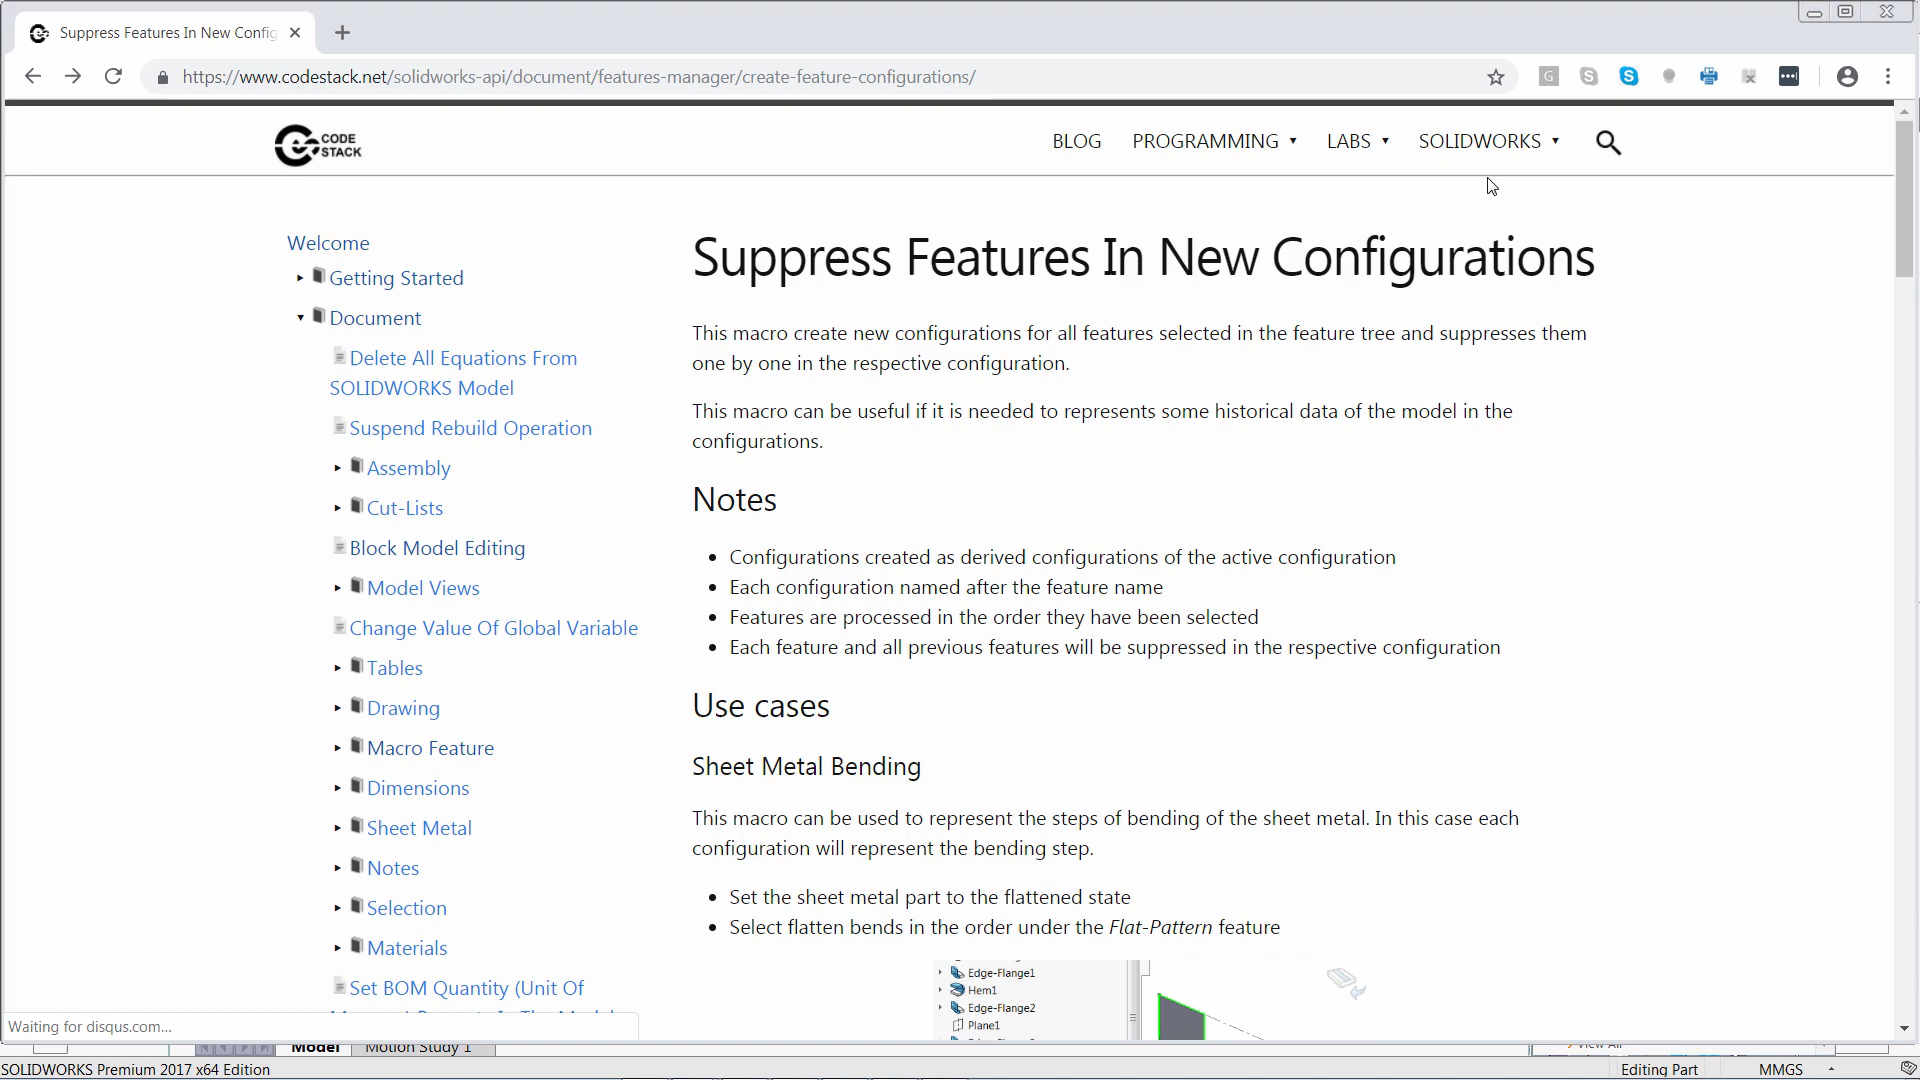 Suppress Features In New Config
https://www.codestack.net/solidworks-api/document/features-manager/create-feature-configurations/
CODE
STACK
BLOG PROGRAMMING LABS SOLIDWORKS
Welcome
Getting Started
Document
Delete All Equations From
SOLIDWORKS Model
Suspend Rebuild Operation
Assembly
Cut-Lists
Block Model Editing
Model Views
Change Value Of Global Variable
Tables
Drawing
Macro Feature
Dimensions
Sheet Metal
Notes
Selection
Materials
Set BOM Quantity (Unit Of
Suppress Features In New Configurations
This macro create new configurations for all features selected in the feature tree and suppresses them
one by one in the respective configuration.
This macro can be useful if it is needed to represents some historical data of the model in the
configurations.
Notes
• Configurations created as derived configurations of the active configuration
• Each configuration named after the feature name
• Features are processed in the order they have been selected
• Each feature and all previous features will be suppressed in the respective configuration
Use cases
Sheet Metal Bending
This macro can be used to represent the steps of bending of the sheet metal. In this case each
configuration will represent the bending step.
• Set the sheet metal part to the flattened state
• Select flatten bends in the order under the Flat-Pattern feature
Edge-Flange1
Hem1
Edge-Flange2
Plane1
Waiting for disqus.com...
Model Motion Study 1
View All
SOLIDWORKS Premium 2017 x64 Edition
Editing Part MMGS